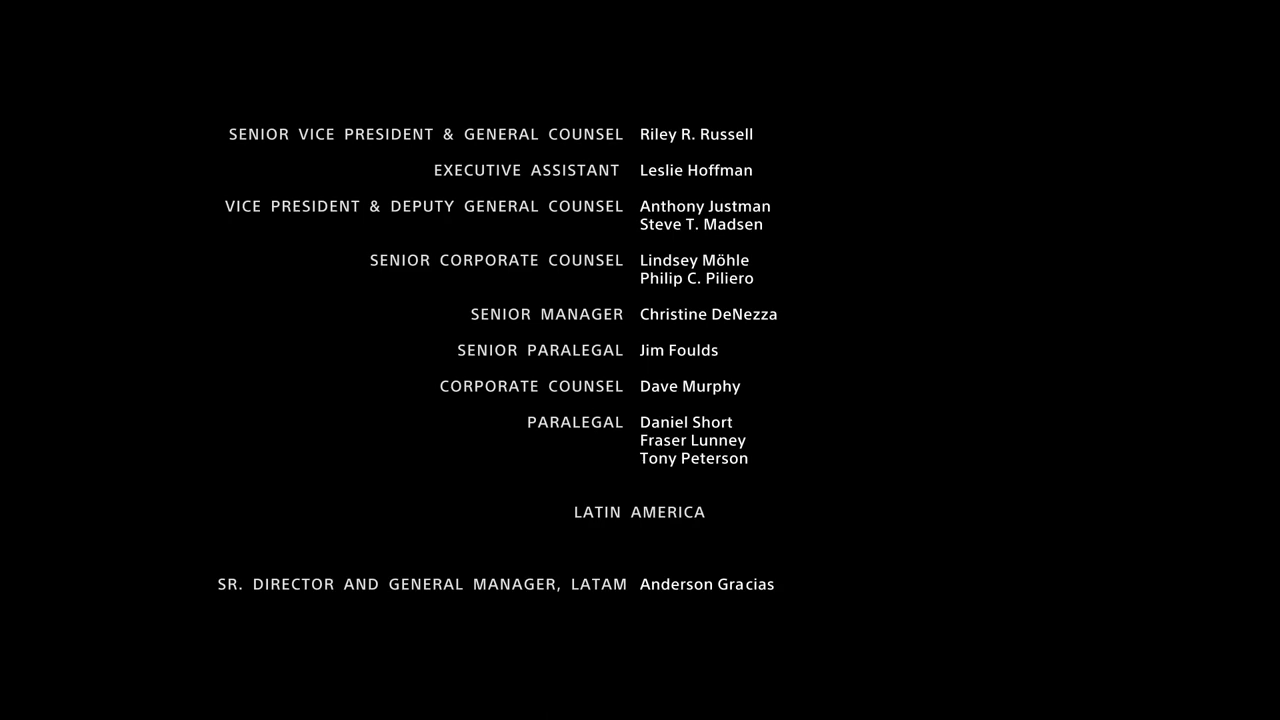 SENIOR VICE PRESIDENT & GENERAL COUNSEL Riley R. Russell
EXECUTIVE ASSISTANT Leslie Hoffman
VICE PRESIDENT & DEPUTY GENERAL COUNSEL Anthony Justman
Steve T. Madsen
SENIOR CORPORATE COUNSEL Lindsey Möhle
Philip C. Piliero
SENIOR MANAGER Christine DeNezza
SENIOR PARALEGAL Jim Foulds
CORPORATE COUNSEL Dave Murphy
PARALEGAL Daniel Short
Fraser Lunney
Tony Peterson
LATIN AMERICA
SR. DIRECTOR AND GENERAL MANAGER, LATAM Anderson Gracias